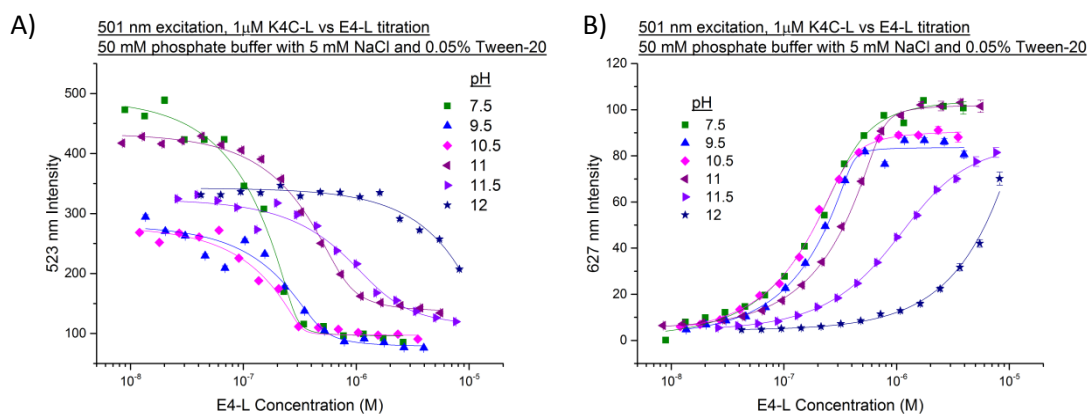 A)
501 nm excitation, 1μM K4C-L vs E4-L titration
50 mM phosphate buffer with 5 mM NaCl and 0.05% Tween-20
pH
7.5
9.5
10.5
11
11.5
12
500
400
300
200
100
523 nm Intensity
10-8
10-7
10-6
10-5
E4-L Concentration (M)
B)
501 nm excitation, 1μM K4C-L vs E4-L titration
50 mM phosphate buffer with 5 mM NaCl and 0.05% Tween-20
pH
7.5
9.5
10.5
11
11.5
12
120
100
80
60
40
20
0
627 nm Intensity
10-8
10-7
10-6
10-5
E4-L Concentration (M)